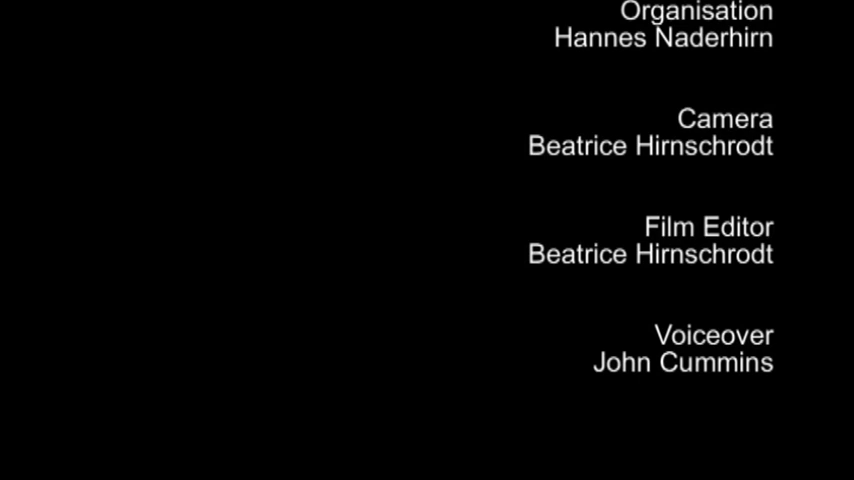 Organisation
Hannes Naderhirn
Camera
Beatrice Hirnschrodt
Film Editor
Beatrice Hirnschrodt
Voiceover
John Cummins